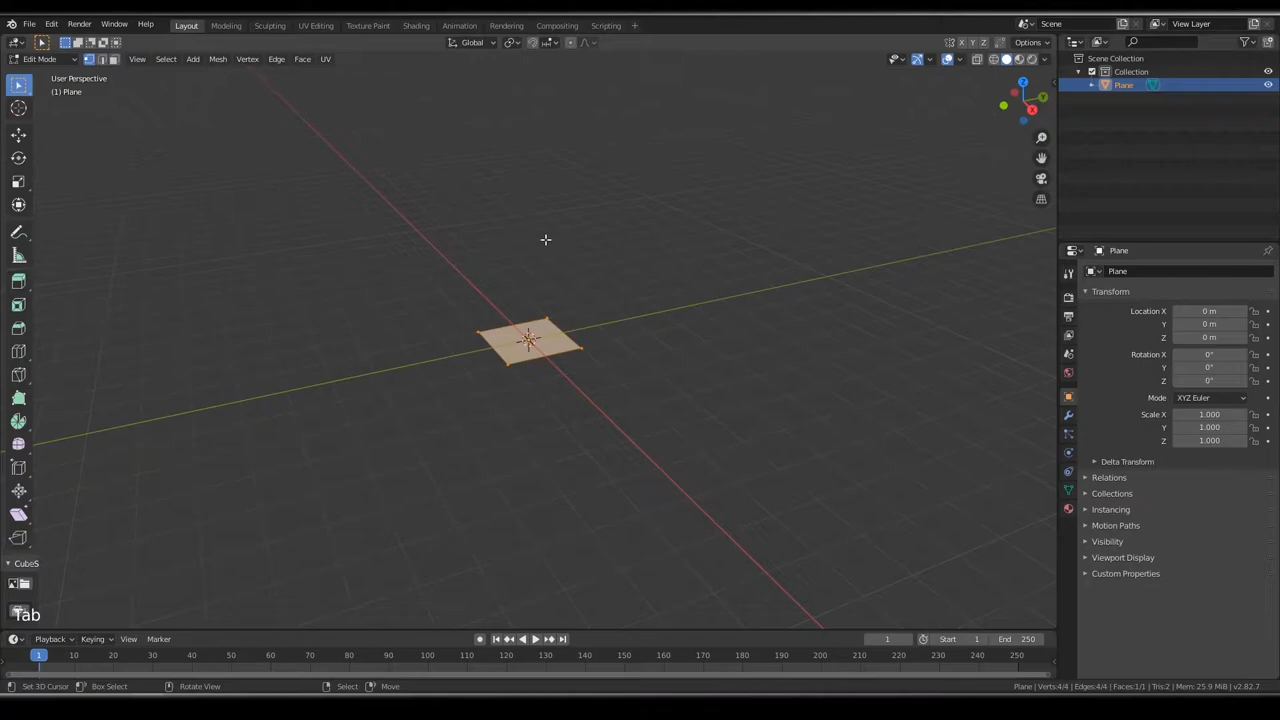 File Edit Render Window Help Layout Modeling Sculpting UV Editing Texture Paint Shading Animation Rendering Compositing Scripting + Scene View Layer
Global X Y Z Options
Edit Mode View Select Add Mesh Vertex Edge Face UV
User Perspective
(1) Plane
Z
Y
X
CubeS
Tab
Scene Collection
Collection
Plane
Plane
Plane
Transform
Location X 0 m
Y 0 m
Z 0 m
Rotation X 0°
Y 0°
Z 0°
Mode XYZ Euler
Scale X 1.000
Y 1.000
Z 1.000
Delta Transform
Relations
Collections
Instancing
Motion Paths
Visibility
Viewport Display
Custom Properties
Playback Keying View Marker 1 Start 1 End 250
1 10 20 30 40 50 60 70 80 90 100 110 120 130 140 150 160 170 180 190 200 210 220 230 240 250
Set 3D Cursor Box Select Rotate View Select Move Plane | Verts:4/4 | Edges:4/4 | Faces:1/1 | Tris:2 | Mem: 25.9 MiB | v2.82.7